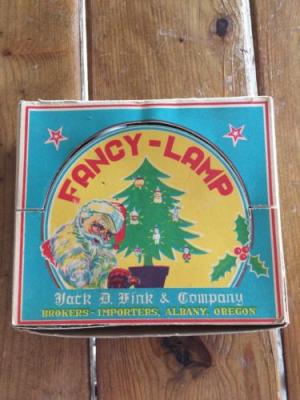 FANCY-LAMP
Jack D. Fink & Company
BROKERS-IMPORTERS, ALBANY, OREGON